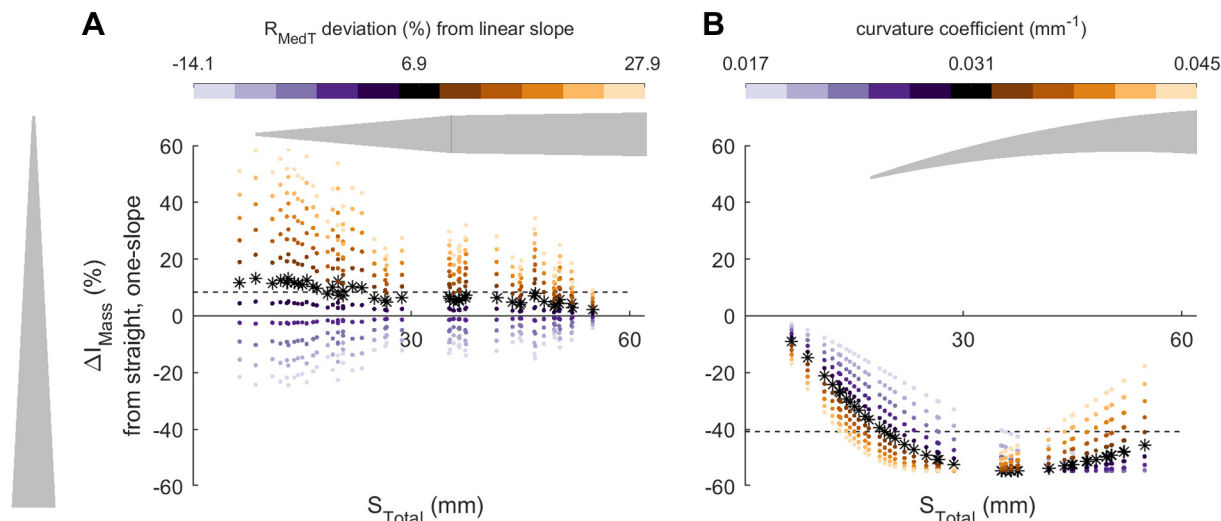 A
R_MedT deviation (%) from linear slope
-14.1 6.9 27.9
60
40
20
0
-20
-40
-60
30 60
ΔI_Mass (%)
from straight, one-slope
S_Total (mm)
B
curvature coefficient (mm⁻¹)
0.017 0.031 0.045
60
40
20
0
-20
-40
-60
30 60
S_Total (mm)